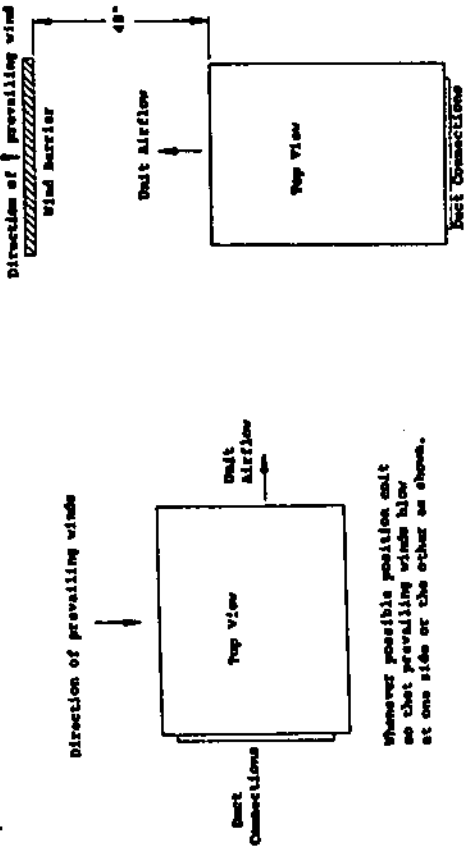 Direction of prevailing winds
Top View
Unit
Airflow
Duct
Connections
Whenever possible position unit
so that prevailing winds blow
at one side or the other as shown.
Direction of prevailing wind
Wind Barrier
48"
Unit Airflow
Top View
Duct Connections